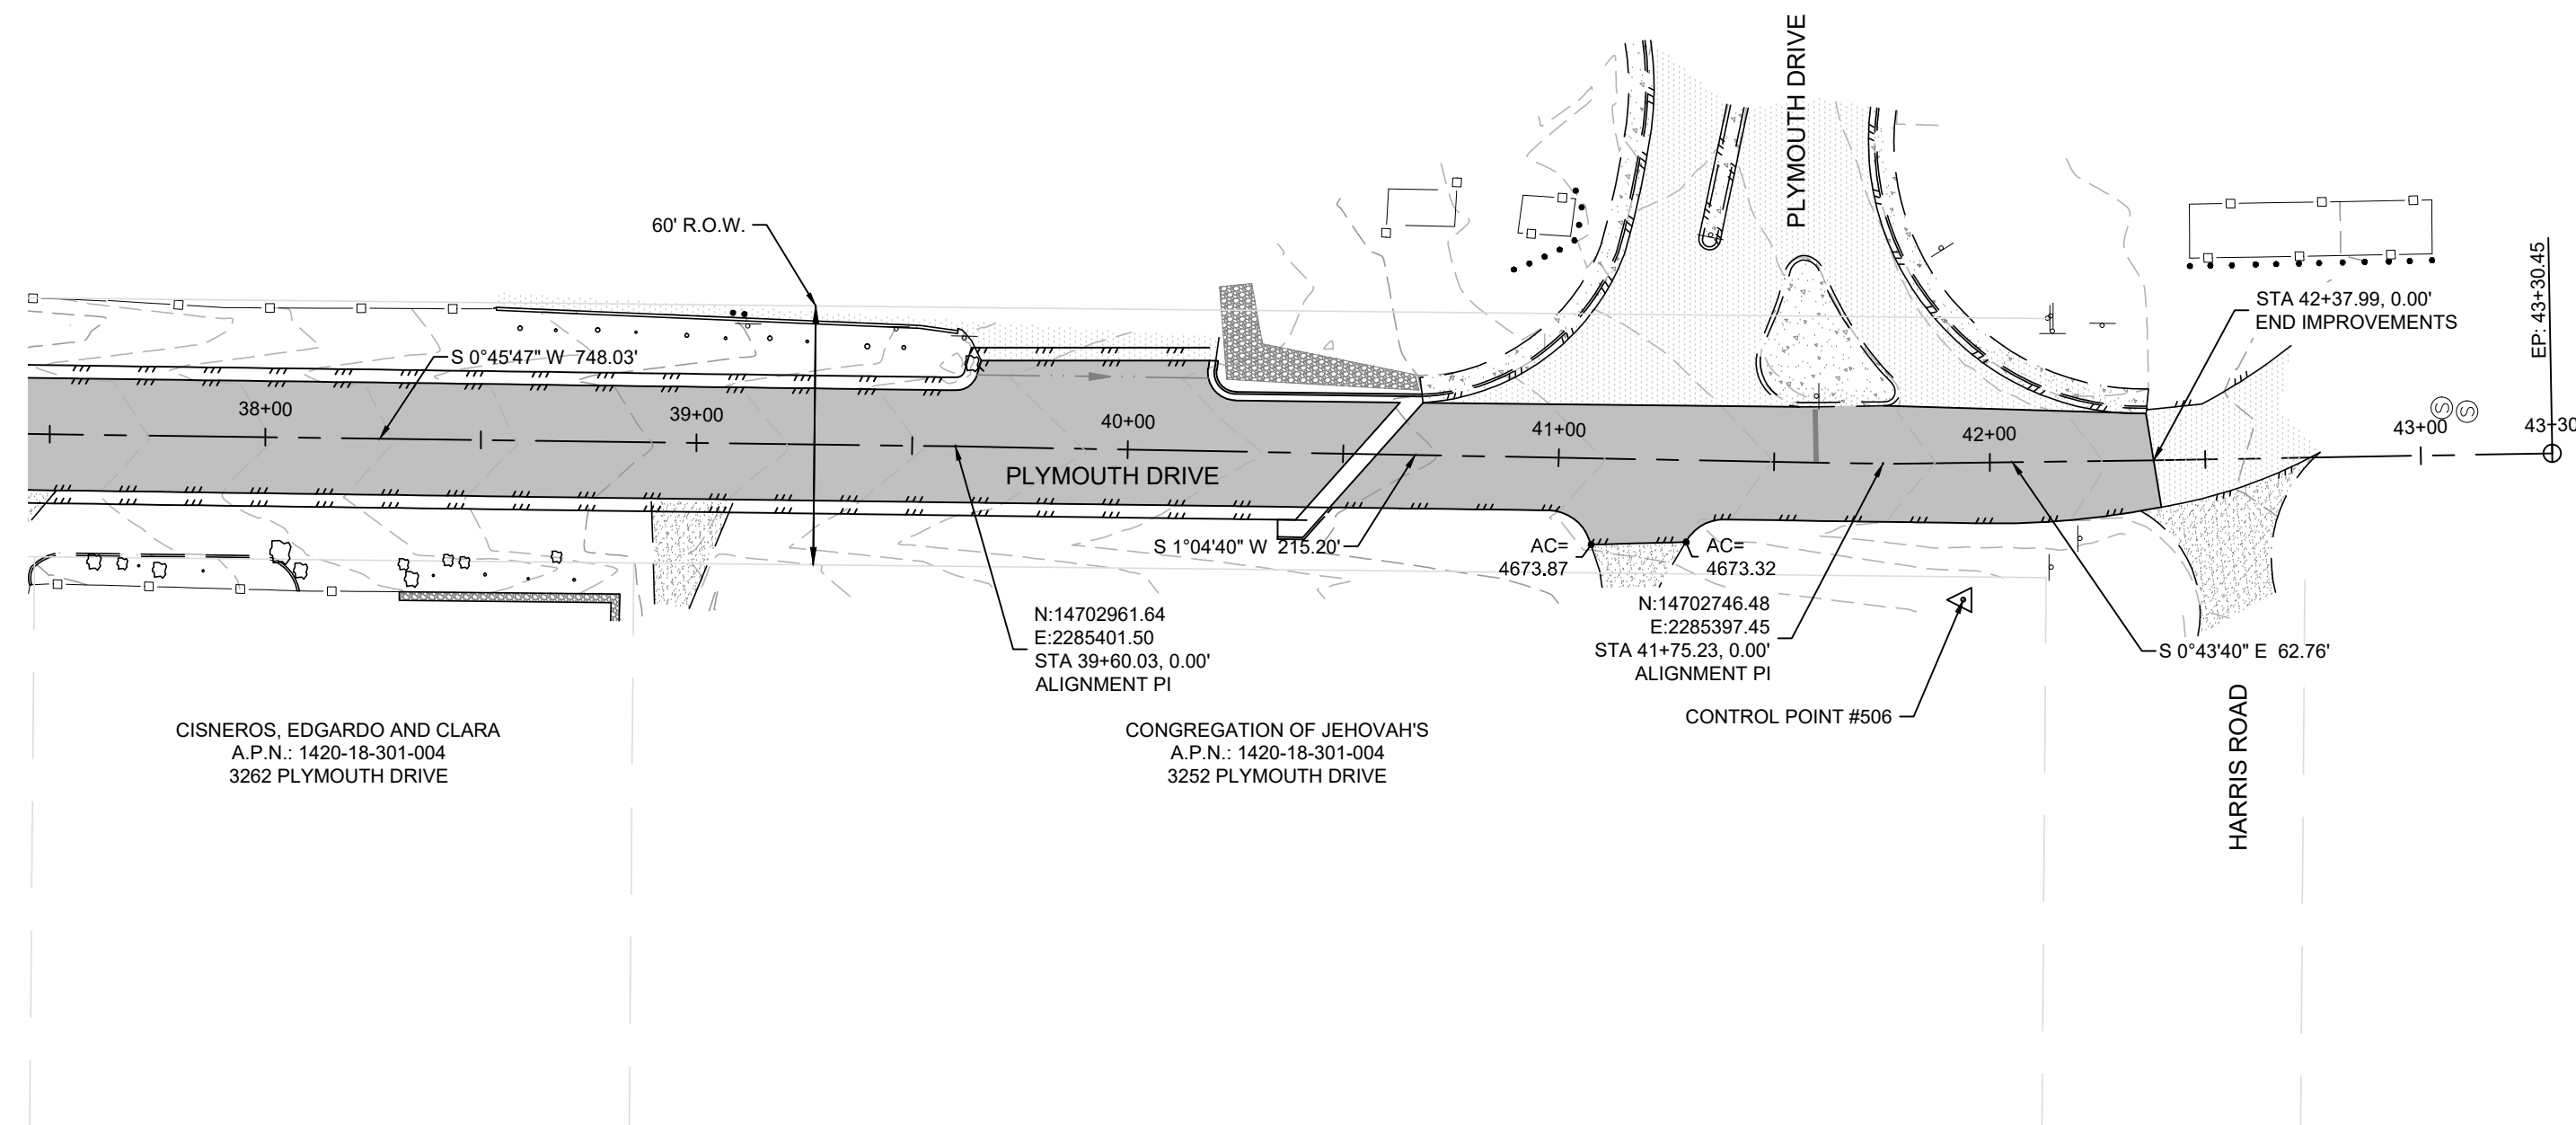 PLYMOUTH DRIVE
60' R.O.W.
EP: 43+30.45
STA 42+37.99, 0.00'
END IMPROVEMENTS
S 0°45'47" W 748.03'
38+00
39+00
40+00
41+00
42+00
43+00
43+30
Ⓢ Ⓢ
PLYMOUTH DRIVE
S 1°04'40" W 215.20'
AC=
4673.87
AC=
4673.32
N:14702961.64
E:2285401.50
STA 39+60.03, 0.00'
ALIGNMENT PI
N:14702746.48
E:2285397.45
STA 41+75.23, 0.00'
ALIGNMENT PI
S 0°43'40" E 62.76'
CONTROL POINT #506
HARRIS ROAD
CISNEROS, EDGARDO AND CLARA
A.P.N.: 1420-18-301-004
3262 PLYMOUTH DRIVE
CONGREGATION OF JEHOVAH'S
A.P.N.: 1420-18-301-004
3252 PLYMOUTH DRIVE